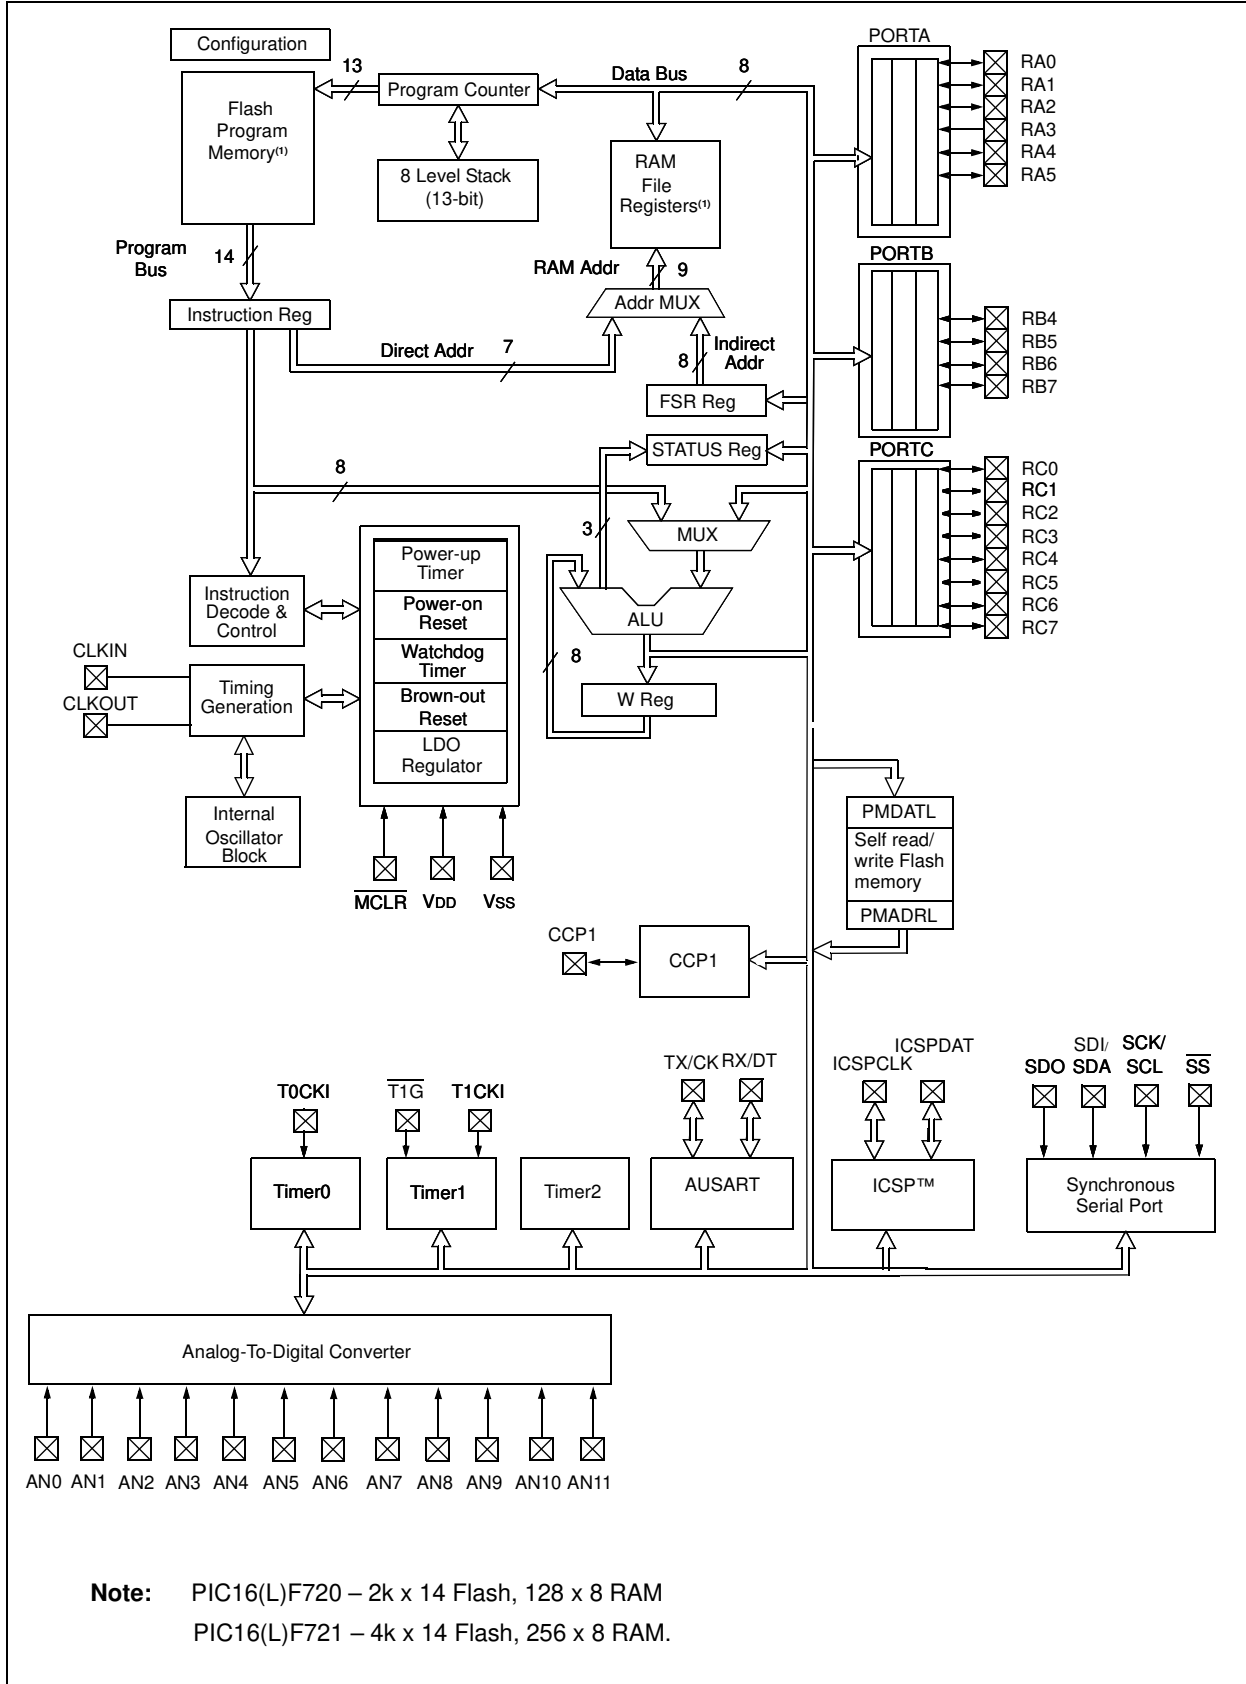 Configuration
Flash
Program
Memory(1)
13
Program Counter
8 Level Stack
(13-bit)
Data Bus
8
RAM
File
Registers(1)
PORTA
RA0
RA1
RA2
RA3
RA4
RA5
Program
Bus
14
Instruction Reg
RAM Addr
9
Addr MUX
Direct Addr
7
8
Indirect
Addr
FSR Reg
STATUS Reg
PORTB
RB4
RB5
RB6
RB7
PORTC
RC0
RC1
RC2
RC3
RC4
RC5
RC6
RC7
8
3
MUX
ALU
8
W Reg
Instruction
Decode &
Control
Power-up
Timer
Power-on
Reset
Watchdog
Timer
Brown-out
Reset
LDO
Regulator
CLKIN
CLKOUT
Timing
Generation
Internal
Oscillator
Block
MCLR
VDD
VSS
PMDATL
Self read/
write Flash
memory
PMADRL
CCP1
CCP1
T0CKI
T1G
T1CKI
TX/CK
RX/DT
ICSPCLK
ICSPDAT
SDO
SDI/
SDA
SCK/
SCL
SS
Timer0
Timer1
Timer2
AUSART
ICSP™
Synchronous
Serial Port
Analog-To-Digital Converter
AN0 AN1 AN2 AN3 AN4 AN5 AN6 AN7 AN8 AN9 AN10 AN11
Note: PIC16(L)F720 – 2k x 14 Flash, 128 x 8 RAM
PIC16(L)F721 – 4k x 14 Flash, 256 x 8 RAM.